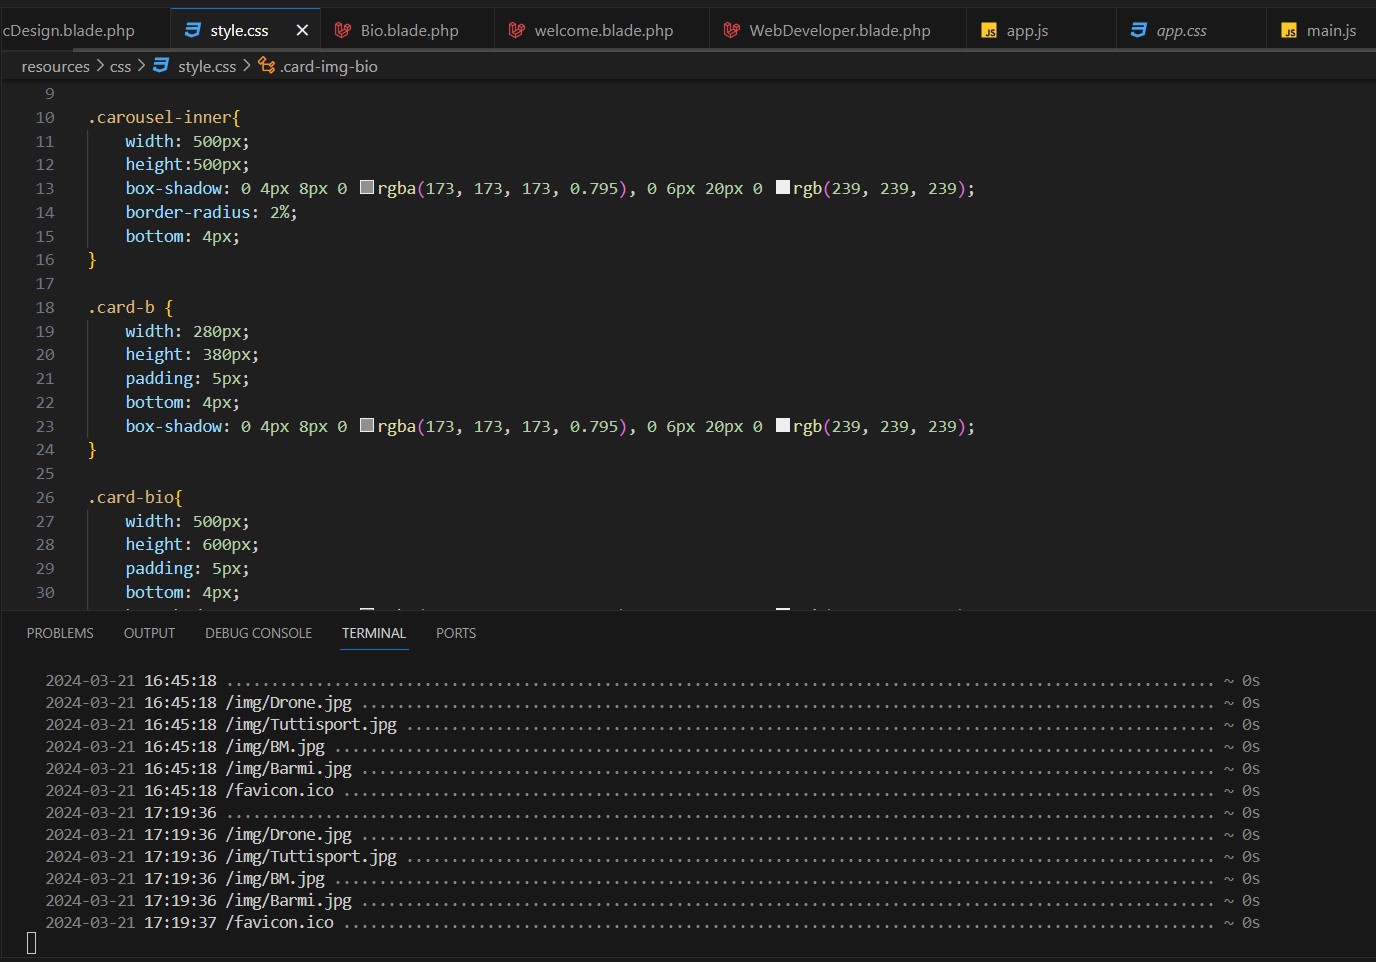 cDesign.blade.php style.css Bio.blade.php welcome.blade.php WebDeveloper.blade.php JS app.js app.css JS main.js
resources > css > style.css > .card-img-bio
9
10 .carousel-inner{
11 width: 500px;
12 height:500px;
13 box-shadow: 0 4px 8px 0 rgba(173, 173, 173, 0.795), 0 6px 20px 0 rgb(239, 239, 239);
14 border-radius: 2%;
15 bottom: 4px;
16 }
17
18 .card-b {
19 width: 280px;
20 height: 380px;
21 padding: 5px;
22 bottom: 4px;
23 box-shadow: 0 4px 8px 0 rgba(173, 173, 173, 0.795), 0 6px 20px 0 rgb(239, 239, 239);
24 }
25
26 .card-bio{
27 width: 500px;
28 height: 600px;
29 padding: 5px;
30 bottom: 4px;
PROBLEMS OUTPUT DEBUG CONSOLE TERMINAL PORTS
2024-03-21 16:45:18 .......... ~ 0s
2024-03-21 16:45:18 /img/Drone.jpg .......... ~ 0s
2024-03-21 16:45:18 /img/Tuttisport.jpg .......... ~ 0s
2024-03-21 16:45:18 /img/BM.jpg .......... ~ 0s
2024-03-21 16:45:18 /img/Barmi.jpg .......... ~ 0s
2024-03-21 16:45:18 /favicon.ico .......... ~ 0s
2024-03-21 17:19:36 .......... ~ 0s
2024-03-21 17:19:36 /img/Drone.jpg .......... ~ 0s
2024-03-21 17:19:36 /img/Tuttisport.jpg .......... ~ 0s
2024-03-21 17:19:36 /img/BM.jpg .......... ~ 0s
2024-03-21 17:19:36 /img/Barmi.jpg .......... ~ 0s
2024-03-21 17:19:37 /favicon.ico .......... ~ 0s